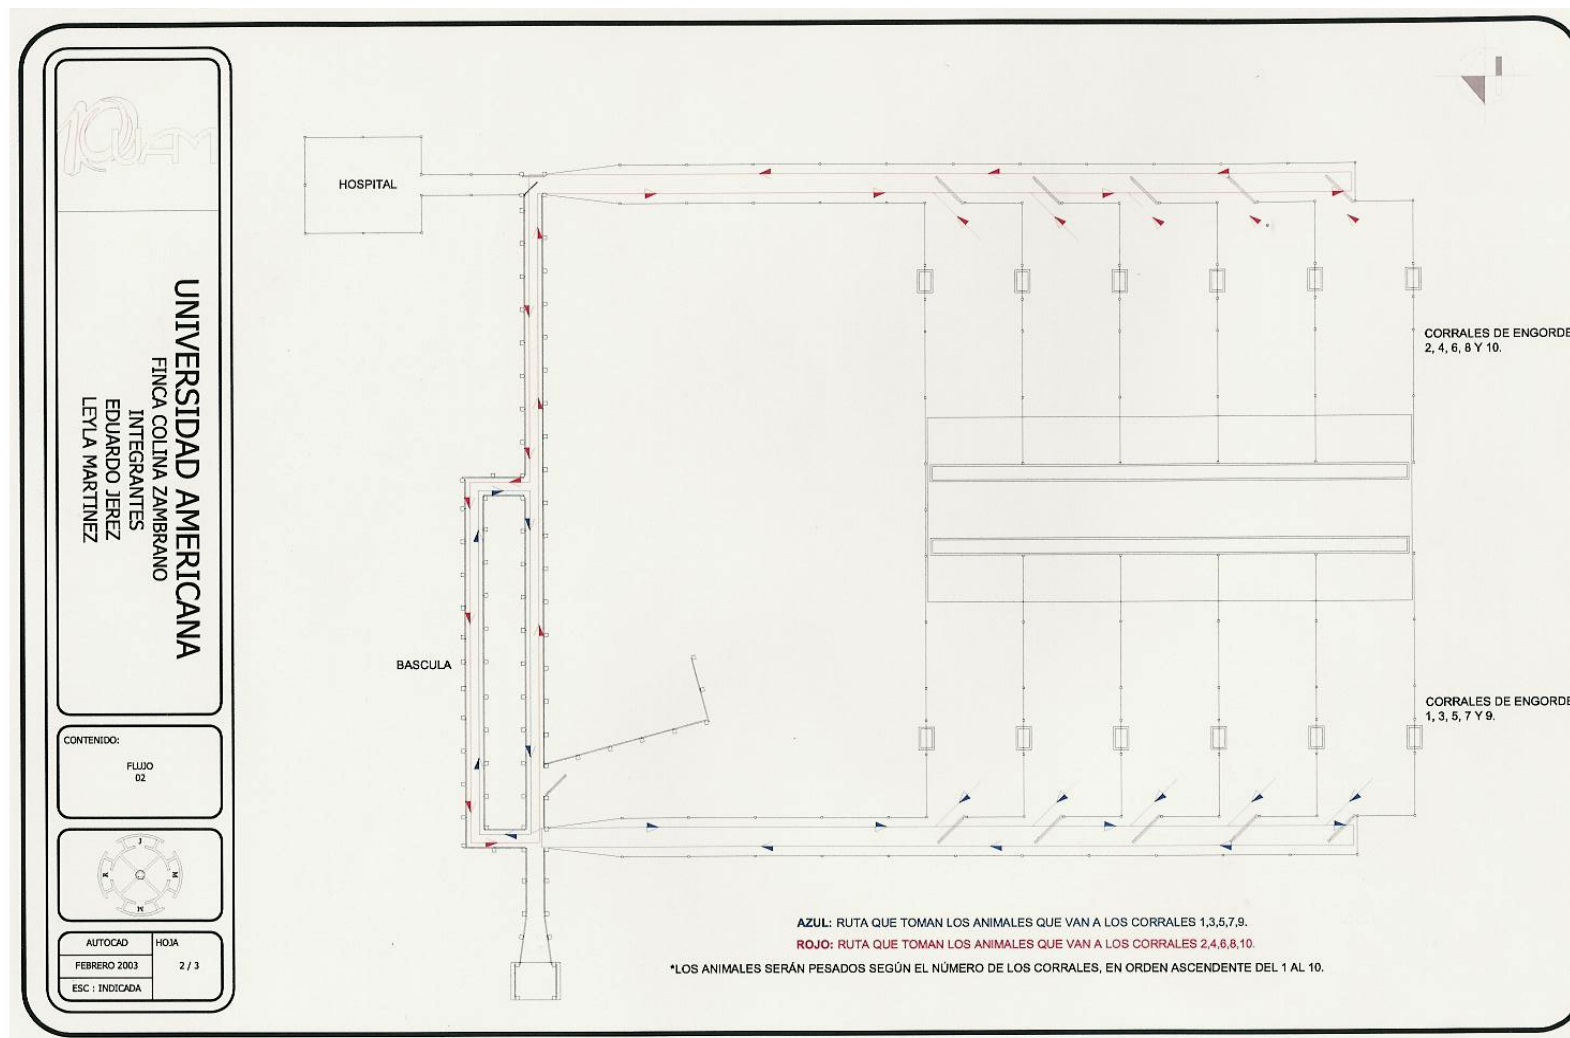 UAM
UNIVERSIDAD AMERICANA
FINCA COLINA ZAMBRANO
INTEGRANTES
EDUARDO JEREZ
LEYLA MARTINEZ
CONTENIDO:
FLUJO
02
J
M
M
R
AUTOCAD
HOJA
FEBRERO 2003
2 / 3
ESC : INDICADA
HOSPITAL
BASCULA
CORRALES DE ENGORDE
2, 4, 6, 8 Y 10.
CORRALES DE ENGORDE
1, 3, 5, 7 Y 9.
AZUL: RUTA QUE TOMAN LOS ANIMALES QUE VAN A LOS CORRALES 1,3,5,7,9.
ROJO: RUTA QUE TOMAN LOS ANIMALES QUE VAN A LOS CORRALES 2,4,6,8,10.
*LOS ANIMALES SERÁN PESADOS SEGÚN EL NÚMERO DE LOS CORRALES, EN ORDEN ASCENDENTE DEL 1 AL 10.